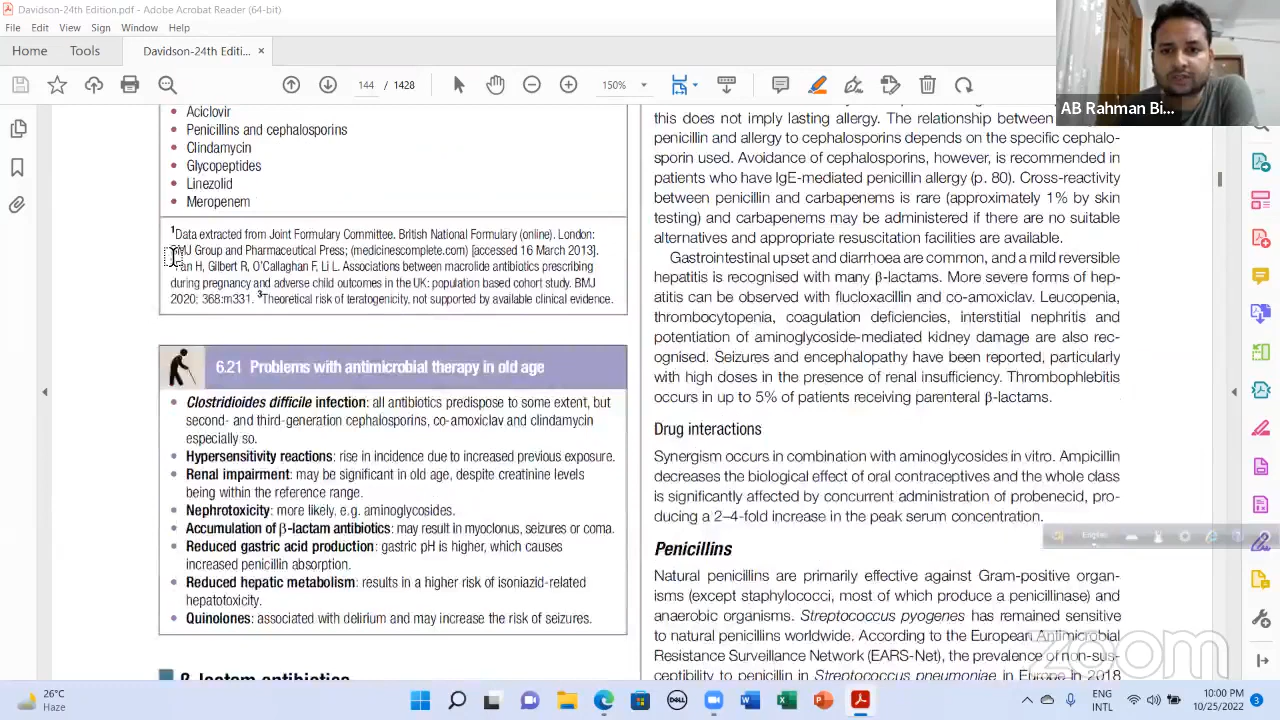 Davidson-24th Edition.pdf - Adobe Acrobat Reader (64-bit)
File Edit View Sign Window Help
Home Tools Davidson-24th Editi... ×
144 / 1428 150%
AB Rahman Bi...
Aciclovir
Penicillins and cephalosporins
Clindamycin
Glycopeptides
Linezolid
Meropenem
1Data extracted from Joint Formulary Committee. British National Formulary (online). London:
BMJ Group and Pharmaceutical Press; (medicinescomplete.com) [accessed 16 March 2013].
Fan H, Gilbert R, O'Callaghan F, Li L. Associations between macrolide antibiotics prescribing
during pregnancy and adverse child outcomes in the UK: population based cohort study. BMJ
2020; 368:m331. 3Theoretical risk of teratogenicity, not supported by available clinical evidence.
6.21 Problems with antimicrobial therapy in old age
Clostridioides difficile infection: all antibiotics predispose to some extent, but
second- and third-generation cephalosporins, co-amoxiclav and clindamycin
especially so.
Hypersensitivity reactions: rise in incidence due to increased previous exposure.
Renal impairment: may be significant in old age, despite creatinine levels
being within the reference range.
Nephrotoxicity: more likely, e.g. aminoglycosides.
Accumulation of β-lactam antibiotics: may result in myoclonus, seizures or coma.
Reduced gastric acid production: gastric pH is higher, which causes
increased penicillin absorption.
Reduced hepatic metabolism: results in a higher risk of isoniazid-related
hepatotoxicity.
Quinolones: associated with delirium and may increase the risk of seizures.
β-lactam antibiotics
this does not imply lasting allergy. The relationship between
penicillin and allergy to cephalosporins depends on the specific cephalo-
sporin used. Avoidance of cephalosporins, however, is recommended in
patients who have IgE-mediated penicillin allergy (p. 80). Cross-reactivity
between penicillin and carbapenems is rare (approximately 1% by skin
testing) and carbapenems may be administered if there are no suitable
alternatives and appropriate resuscitation facilities are available.
Gastrointestinal upset and diarrhoea are common, and a mild reversible
hepatitis is recognised with many β-lactams. More severe forms of hep-
atitis can be observed with flucloxacillin and co-amoxiclav. Leucopenia,
thrombocytopenia, coagulation deficiencies, interstitial nephritis and
potentiation of aminoglycoside-mediated kidney damage are also rec-
ognised. Seizures and encephalopathy have been reported, particularly
with high doses in the presence of renal insufficiency. Thrombophlebitis
occurs in up to 5% of patients receiving parenteral β-lactams.
Drug interactions
Synergism occurs in combination with aminoglycosides in vitro. Ampicillin
decreases the biological effect of oral contraceptives and the whole class
is significantly affected by concurrent administration of probenecid, pro-
ducing a 2–4-fold increase in the peak serum concentration.
Penicillins
Natural penicillins are primarily effective against Gram-positive organ-
isms (except staphylococci, most of which produce a penicillinase) and
anaerobic organisms. Streptococcus pyogenes has remained sensitive
to natural penicillins worldwide. According to the European Antimicrobial
Resistance Surveillance Network (EARS-Net), the prevalence of non-sus-
ceptibility to penicillin in Streptococcus pneumoniae in Europe in 2018
zoom
26°C
Haze
ENG
INTL
10:00 PM
10/25/2022
3